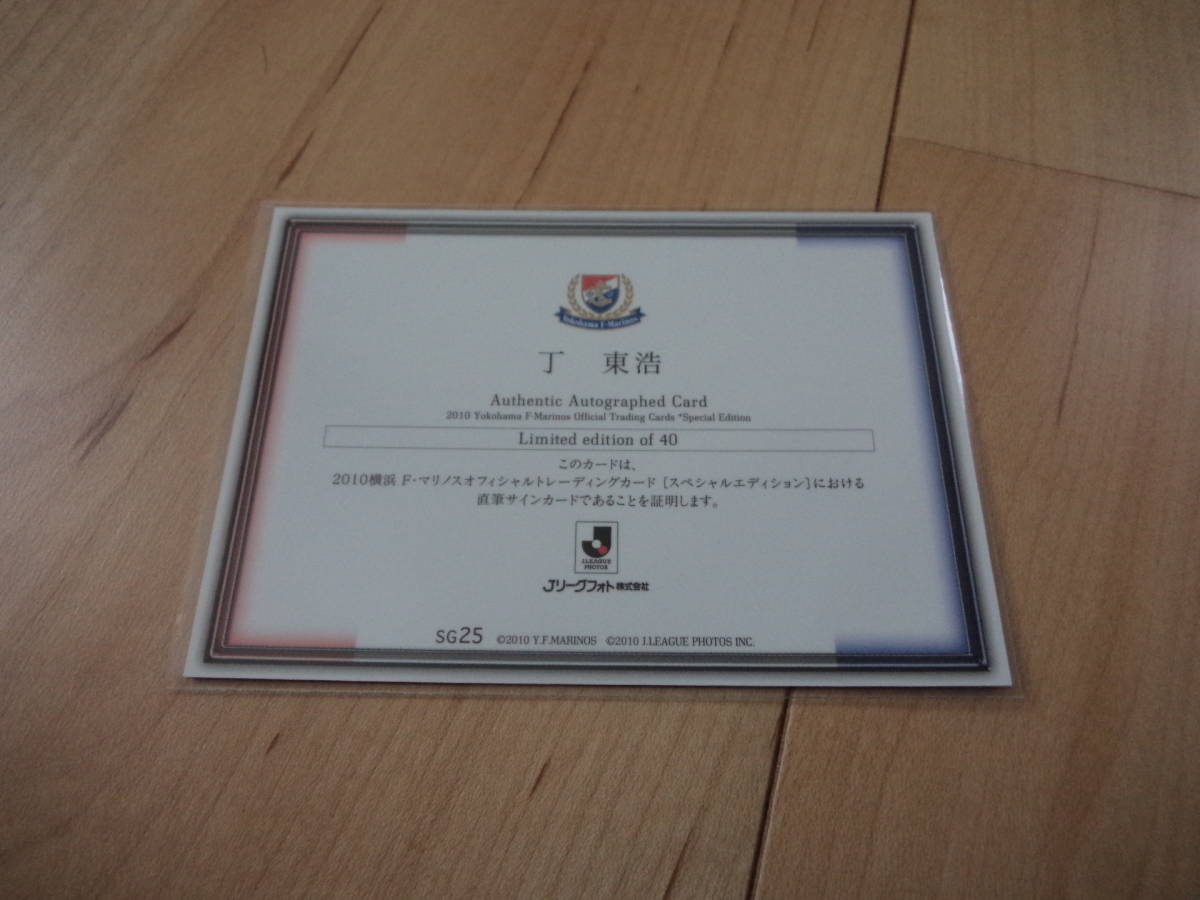 Yokohama F·Marinos
丁 東浩
Authentic Autographed Card
2010 Yokohama F·Marinos Official Trading Cards *Special Edition
Limited edition of 40
このカードは、
2010横浜 F・マリノスオフィシャルトレーディングカード [スペシャルエディション]における
直筆サインカードであることを証明します。
J.LEAGUE
PHOTOS
Jリーグフォト株式会社
SG25 ©2010 Y.F.MARINOS ©2010 J.LEAGUE PHOTOS INC.